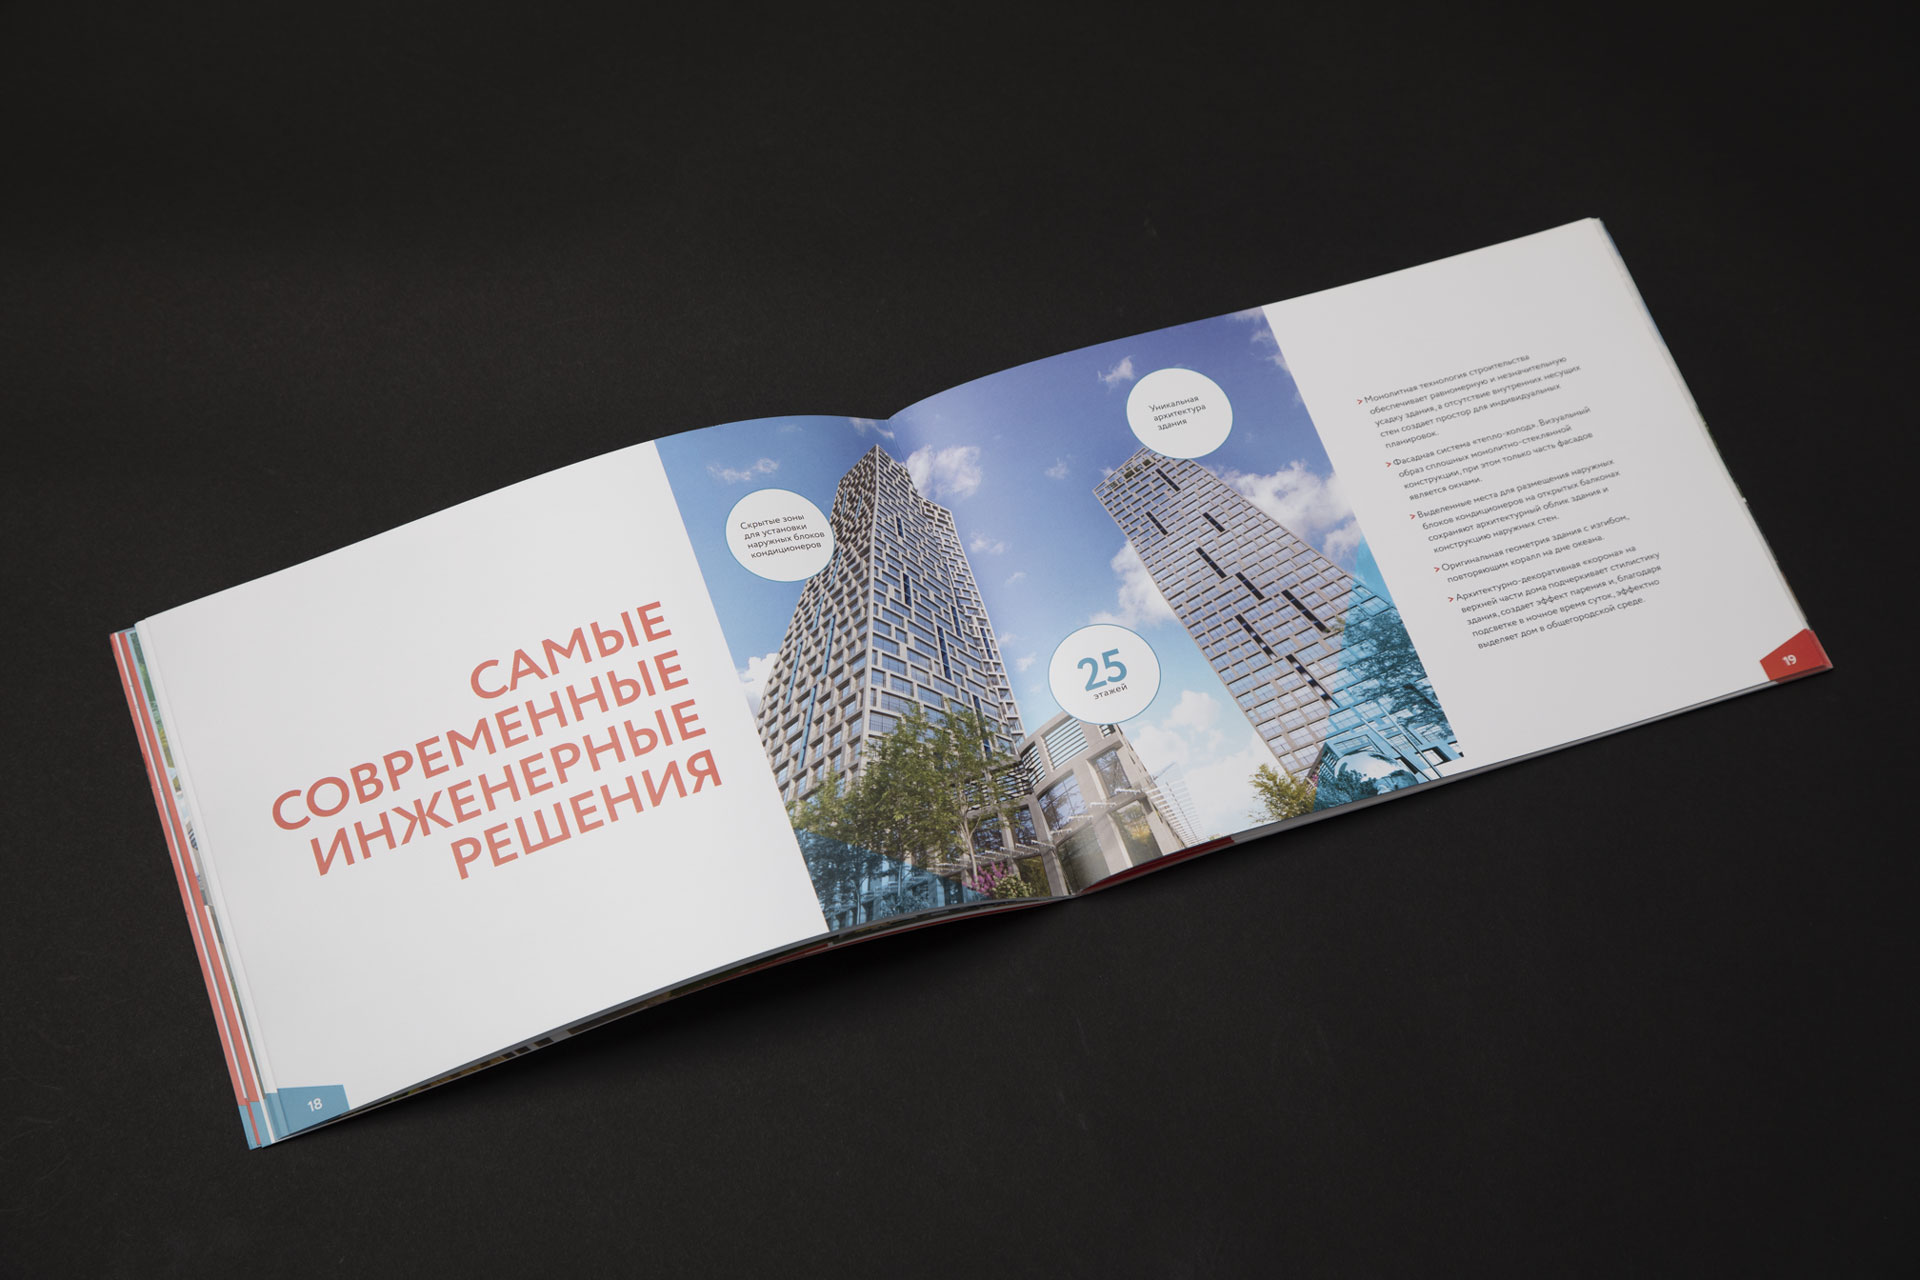 САМЫЕ
СОВРЕМЕННЫЕ
ИНЖЕНЕРНЫЕ
РЕШЕНИЯ
18
Скрытые зоны
для установки
наружных блоков
кондиционеров
Уникальная
архитектура
здания
25
этажей
> Монолитная технология строительства
обеспечивает равномерную и незначительную
усадку здания, а отсутствие внутренних несущих
стен создает простор для индивидуальных
планировок.
> Фасадная система «тепло-холод». Визуальный
образ сплошных монолитно-стеклянной
конструкции, при этом только часть фасадов
является окнами.
> Выделенные места для размещения наружных
блоков кондиционеров на открытых балконах
сохраняют архитектурный облик здания и
конструкцию наружных стен.
> Оригинальная геометрия здания с изгибом,
повторяющим коралл на дне океана.
> Архитектурно-декоративная «корона» на
верхней части дома подчеркивает стилистику
здания, создает эффект парения и, благодаря
подсветке в ночное время суток, эффектно
выделяет дом в общегородской среде.
19